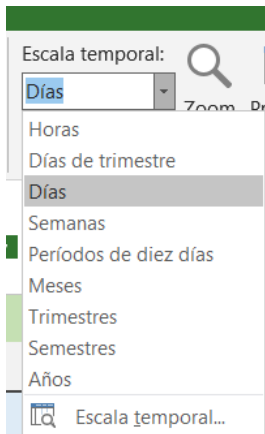 Escala temporal:
Días
Zoom
Horas
Días de trimestre
Días
Semanas
Períodos de diez días
Meses
Trimestres
Semestres
Años
Escala temporal...